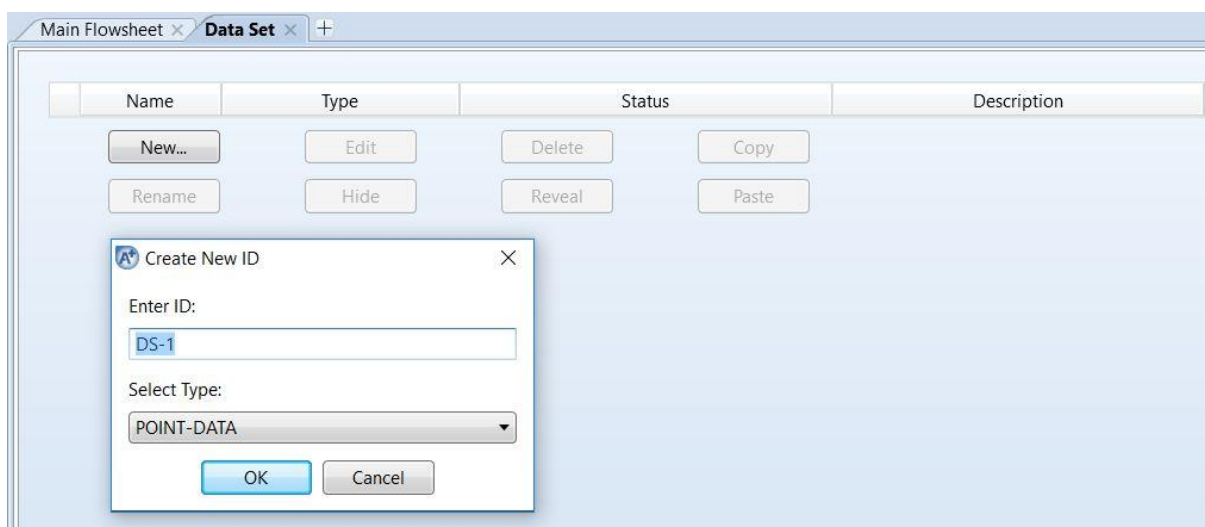 Main Flowsheet × Data Set × +
Name Type Status Description
New... Edit Delete Copy
Rename Hide Reveal Paste
Create New ID
Enter ID:
DS-1
Select Type:
POINT-DATA
OK Cancel